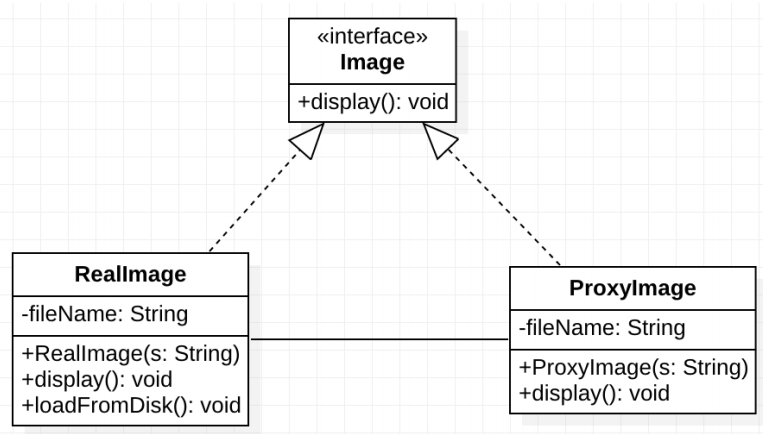 «interface»
Image
+display(): void
RealImage
-fileName: String
+RealImage(s: String)
+display(): void
+loadFromDisk(): void
ProxyImage
-fileName: String
+ProxyImage(s: String)
+display(): void